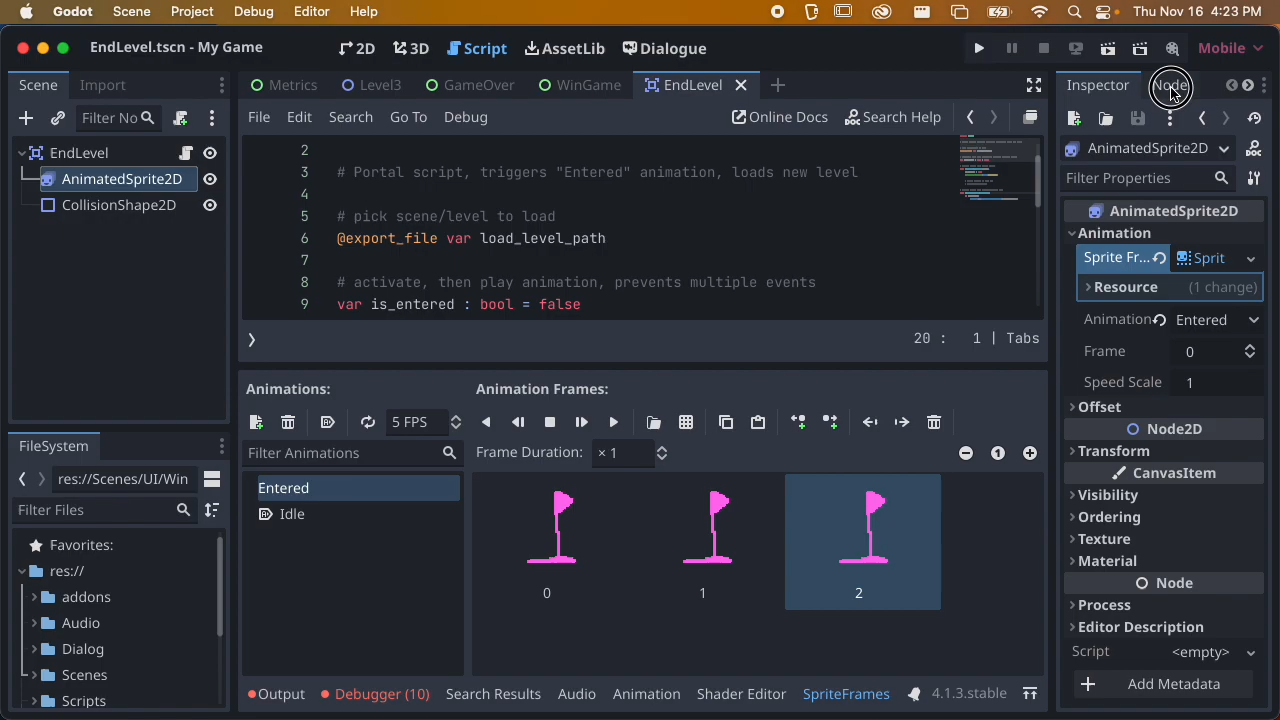 Godot Scene Project Debug Editor Help Thu Nov 16 4:23 PM
EndLevel.tscn - My Game 2D 3D Script AssetLib Dialogue Mobile
Scene Import
Filter No
EndLevel
AnimatedSprite2D
CollisionShape2D
FileSystem
res://Scenes/UI/Win
Filter Files
Favorites:
res://
addons
Audio
Dialog
Scenes
Scripts
Metrics Level3 GameOver WinGame EndLevel
File Edit Search Go To Debug Online Docs Search Help
2
3 # Portal script, triggers "Entered" animation, loads new level
4
5 # pick scene/level to load
6 @export_file var load_level_path
7
8 # activate, then play animation, prevents multiple events
9 var is_entered : bool = false
20 : 1 | Tabs
Animations: Animation Frames:
5 FPS
Filter Animations Frame Duration: × 1
Entered
Idle
0 1 2
Output Debugger (10) Search Results Audio Animation Shader Editor SpriteFrames 4.1.3.stable
Inspector Node
AnimatedSprite2D
Filter Properties
AnimatedSprite2D
Animation
Sprite Fr... Sprit
Resource (1 change)
Animation Entered
Frame 0
Speed Scale 1
Offset
Node2D
Transform
CanvasItem
Visibility
Ordering
Texture
Material
Node
Process
Editor Description
Script <empty>
Add Metadata